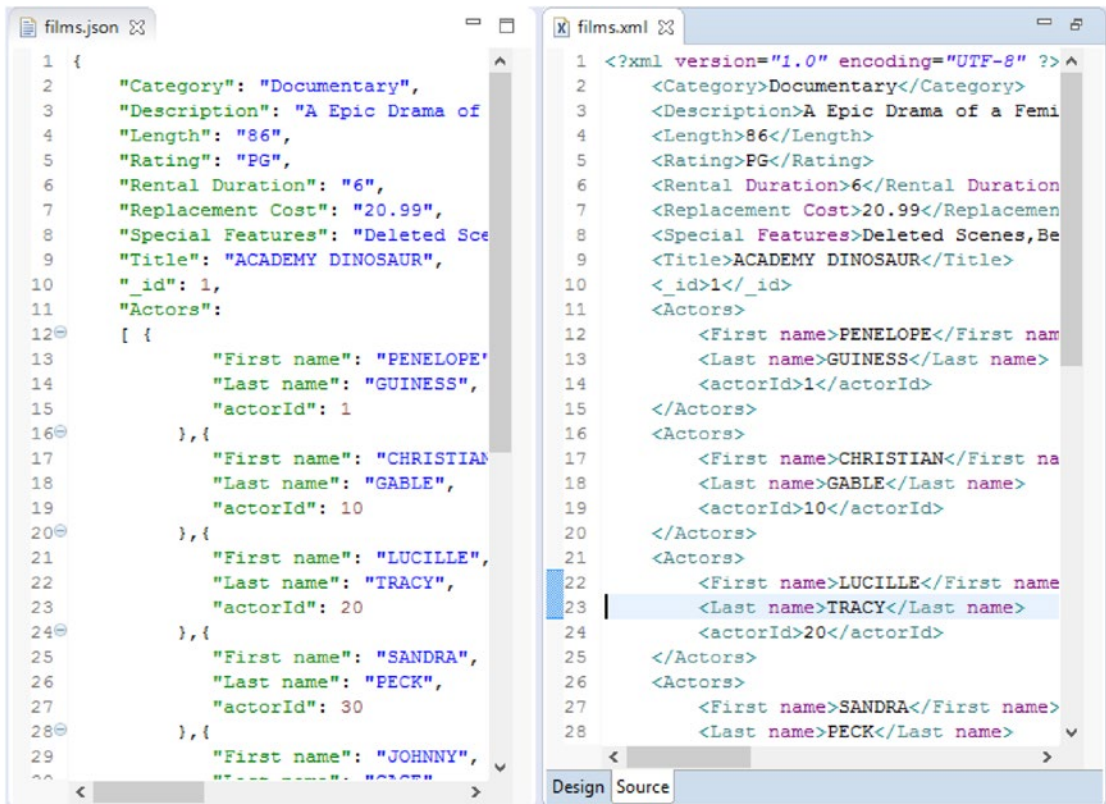 films.json
1 {
2 "Category": "Documentary",
3 "Description": "A Epic Drama of
4 "Length": "86",
5 "Rating": "PG",
6 "Rental Duration": "6",
7 "Replacement Cost": "20.99",
8 "Special Features": "Deleted Sce
9 "Title": "ACADEMY DINOSAUR",
10 "_id": 1,
11 "Actors":
12 [ {
13 "First name": "PENELOPE"
14 "Last name": "GUINESS",
15 "actorId": 1
16 },{
17 "First name": "CHRISTIAN
18 "Last name": "GABLE",
19 "actorId": 10
20 },{
21 "First name": "LUCILLE",
22 "Last name": "TRACY",
23 "actorId": 20
24 },{
25 "First name": "SANDRA",
26 "Last name": "PECK",
27 "actorId": 30
28 },{
29 "First name": "JOHNNY",
films.xml
1 <?xml version="1.0" encoding="UTF-8" ?>
2 <Category>Documentary</Category>
3 <Description>A Epic Drama of a Femi
4 <Length>86</Length>
5 <Rating>PG</Rating>
6 <Rental Duration>6</Rental Duration
7 <Replacement Cost>20.99</Replacemen
8 <Special Features>Deleted Scenes,Be
9 <Title>ACADEMY DINOSAUR</Title>
10 <_id>1</_id>
11 <Actors>
12 <First name>PENELOPE</First nam
13 <Last name>GUINESS</Last name>
14 <actorId>1</actorId>
15 </Actors>
16 <Actors>
17 <First name>CHRISTIAN</First na
18 <Last name>GABLE</Last name>
19 <actorId>10</actorId>
20 </Actors>
21 <Actors>
22 <First name>LUCILLE</First name
23 <Last name>TRACY</Last name>
24 <actorId>20</actorId>
25 </Actors>
26 <Actors>
27 <First name>SANDRA</First name>
28 <Last name>PECK</Last name>
Design Source